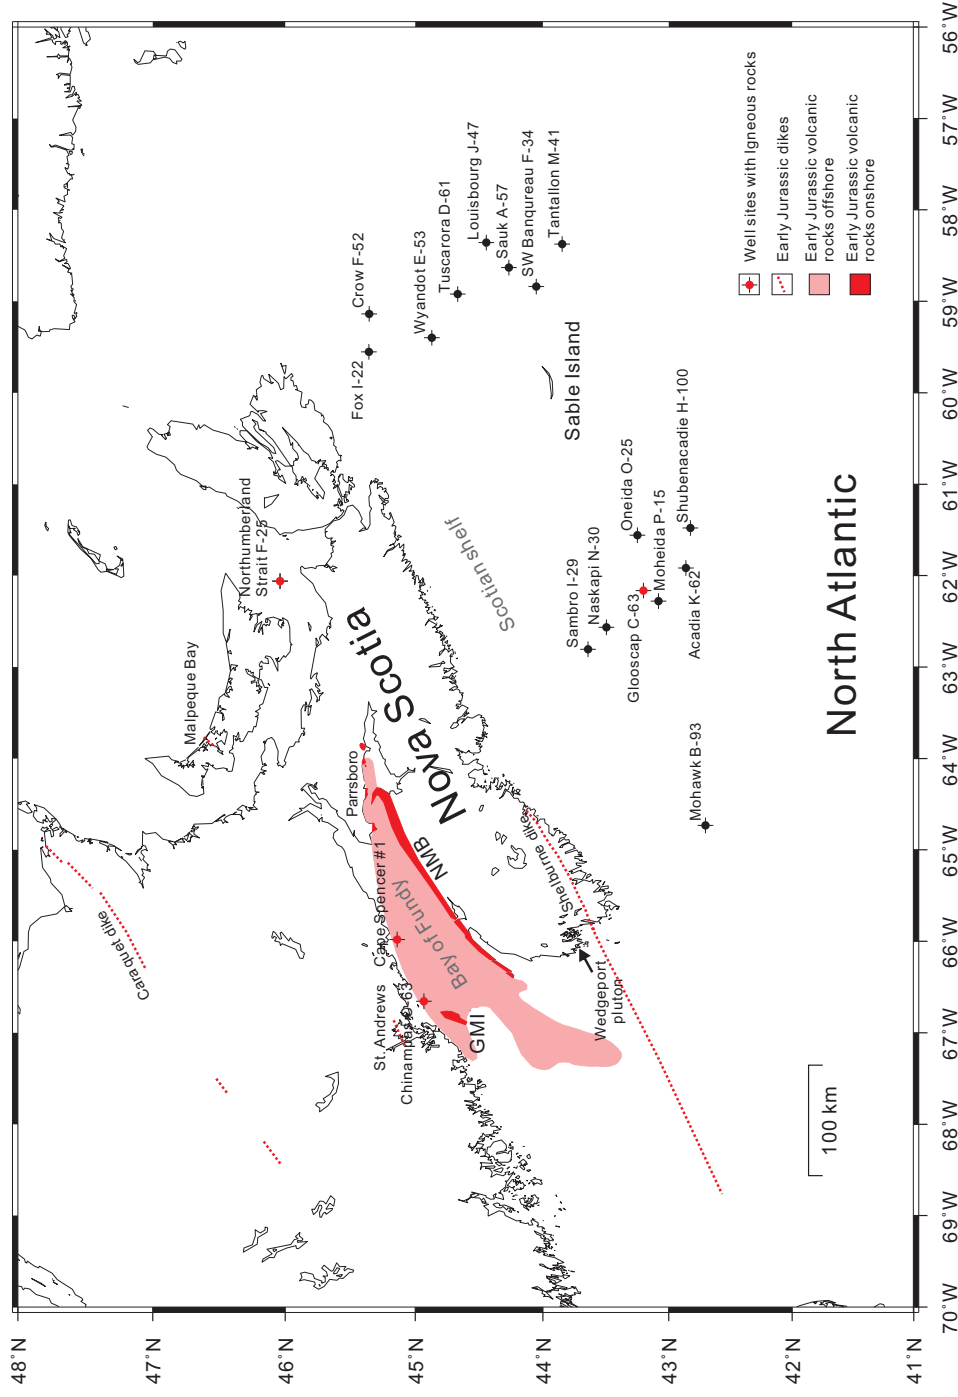 48°N
47°N
46°N
45°N
44°N
43°N
42°N
41°N
70°W
69°W
68°W
67°W
66°W
65°W
64°W
63°W
62°W
61°W
60°W
59°W
58°W
57°W
56°W
Caraquet dike
Malpeque Bay
Northumberland
Strait F-25
Parrsboro
Cape Spencer #1
St. Andrews
Bay of Fundy
NMB
GMI
Nova Scotia
Scotian shelf
Shelburne dike
Wedgeport
pluton
Fox I-22
Crow F-52
Wyandot E-53
Tuscarora D-61
Louisbourg J-47
Sauk A-57
SW Banqureau F-34
Tantallon M-41
Sable Island
Sambro I-29
Naskapi N-30
Oneida O-25
Glooscap C-63
Moheida P-15
Acadia K-62
Shubenacadie H-100
Mohawk B-93
North Atlantic
100 km
Well sites with Igneous rocks
Early Jurassic dikes
Early Jurassic volcanic
rocks offshore
Early Jurassic volcanic
rocks onshore